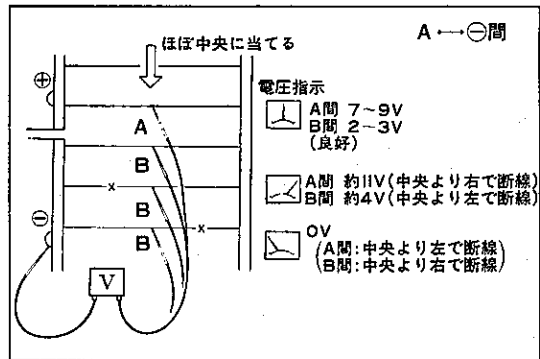 ほぼ中央に当てる
A ⟷ ⊖間
⊕
電圧指示
A間 7~9V
B間 2~3V
(良好)
A
B
x
A間 約11V(中央より右で断線)
B間 約4V(中央より左で断線)
B
⊖
x
B
0V
(A間:中央より左で断線)
(B間:中央より右で断線)
V